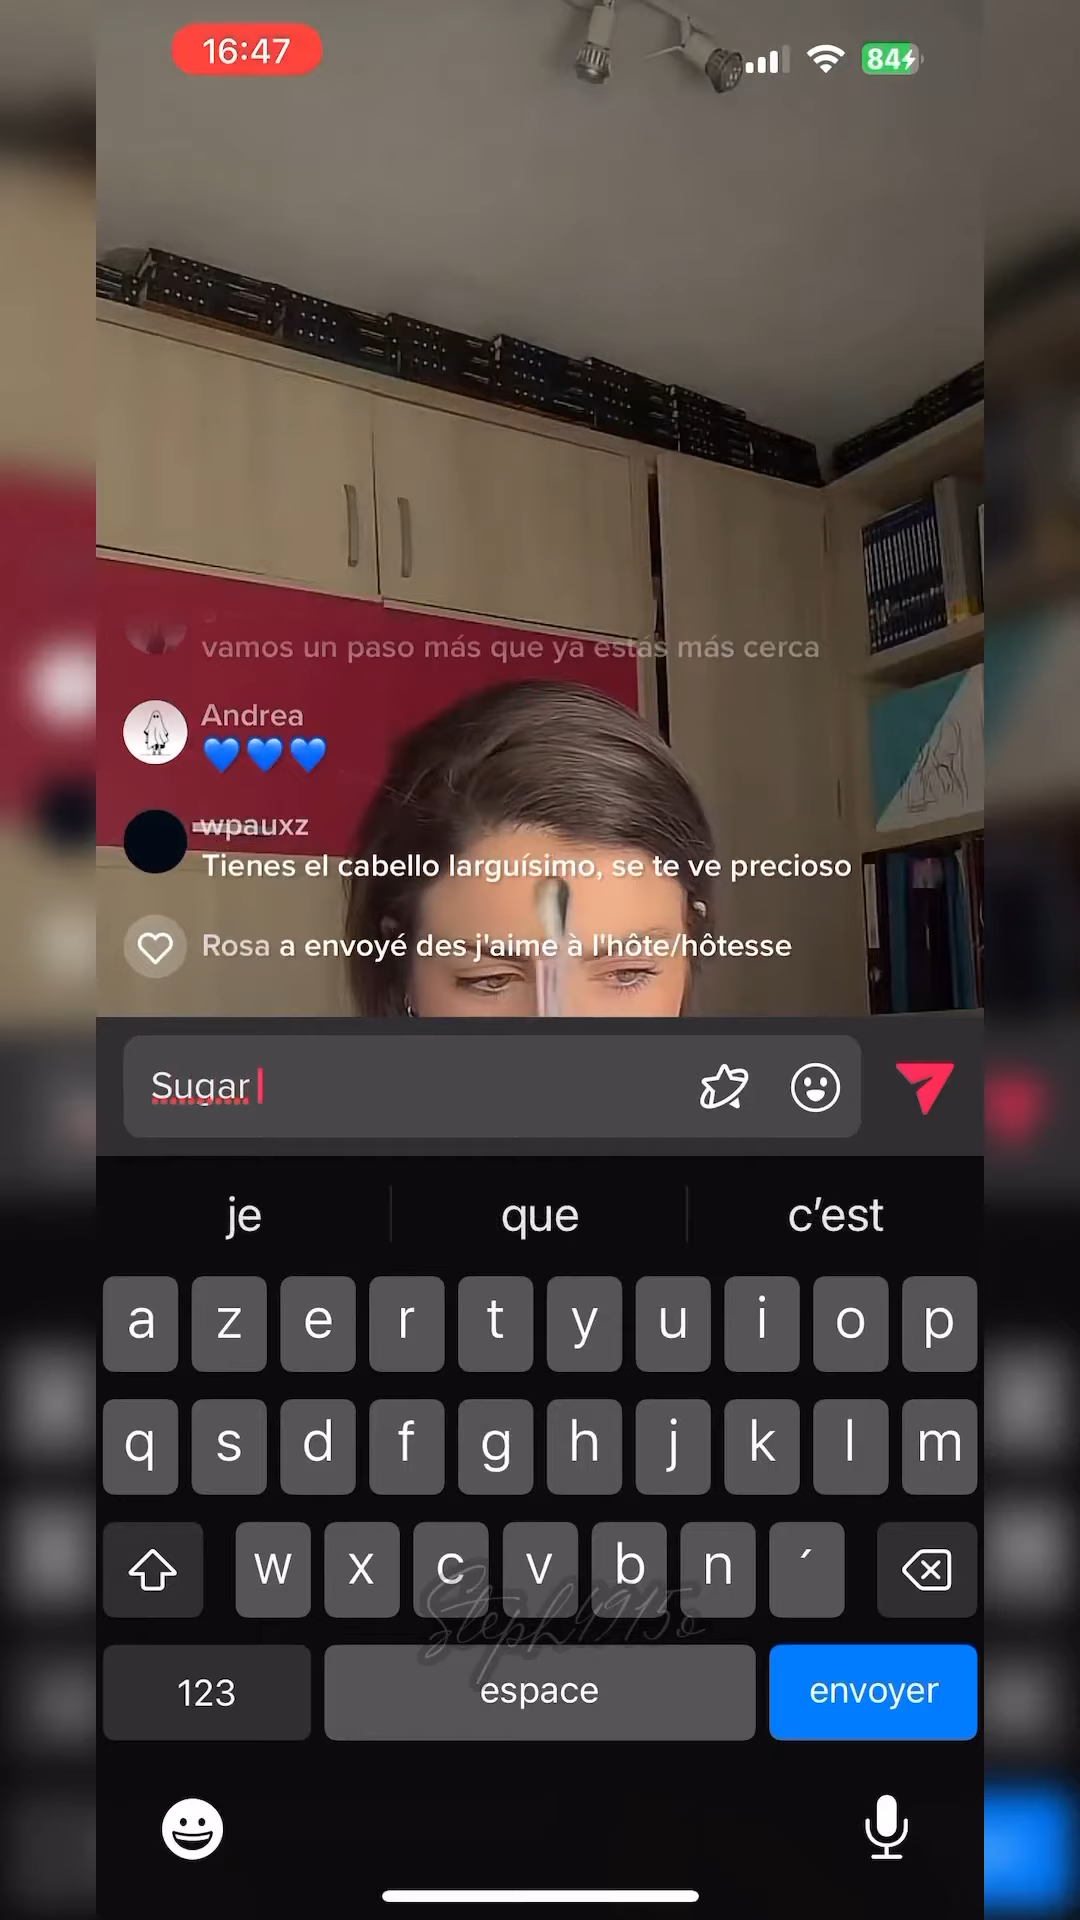 16:47
84
vamos un paso más que ya estás más cerca
Andrea
💙💙💙
wpauxz
Tienes el cabello larguísimo, se te ve precioso
Rosa a envoyé des j'aime à l'hôte/hôtesse
Sugar
je que c'est
a z e r t y u i o p
q s d f g h j k l m
w x c v b n ´
Steph1915
123 espace envoyer